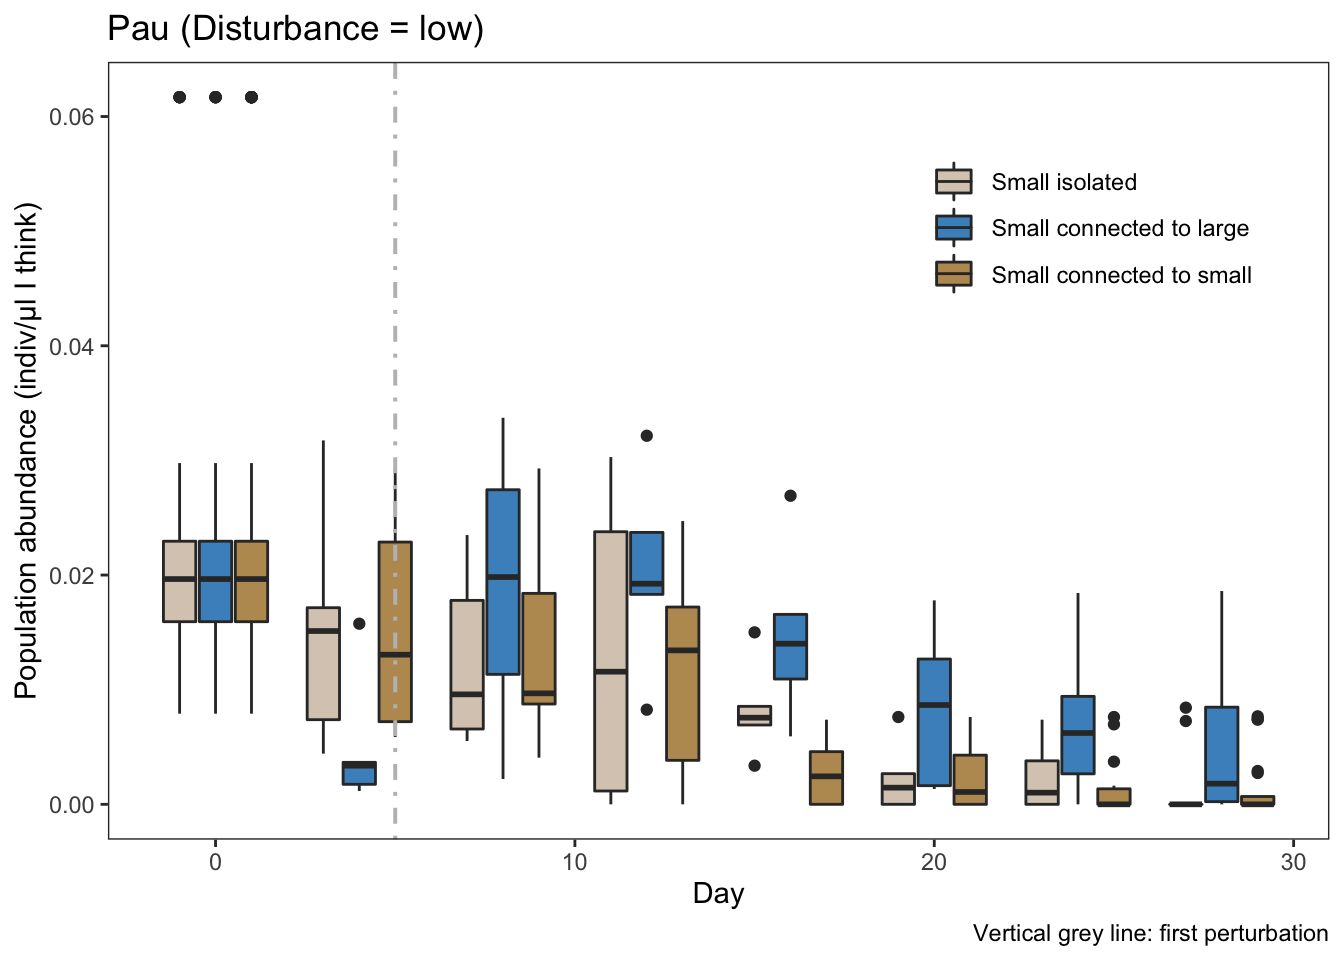 Pau (Disturbance = low)
Population abundance (indiv/µl I think)
0.06
0.04
0.02
0.00
Small isolated
Small connected to large
Small connected to small
0 10 20 30
Day
Vertical grey line: first perturbation